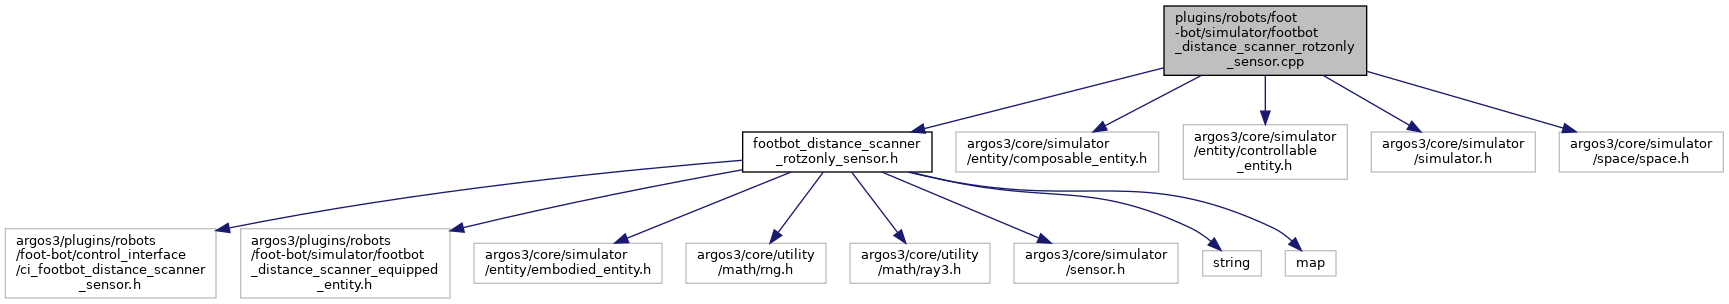 plugins/robots/foot
-bot/simulator/footbot
_distance_scanner_rotzonly
_sensor.cpp
footbot_distance_scanner
_rotzonly_sensor.h
argos3/core/simulator
/entity/composable_entity.h
argos3/core/simulator
/entity/controllable
_entity.h
argos3/core/simulator
/simulator.h
argos3/core/simulator
/space/space.h
argos3/plugins/robots
/foot-bot/control_interface
/ci_footbot_distance_scanner
_sensor.h
argos3/plugins/robots
/foot-bot/simulator/footbot
_distance_scanner_equipped
_entity.h
argos3/core/simulator
/entity/embodied_entity.h
argos3/core/utility
/math/rng.h
argos3/core/utility
/math/ray3.h
argos3/core/simulator
/sensor.h
string
map